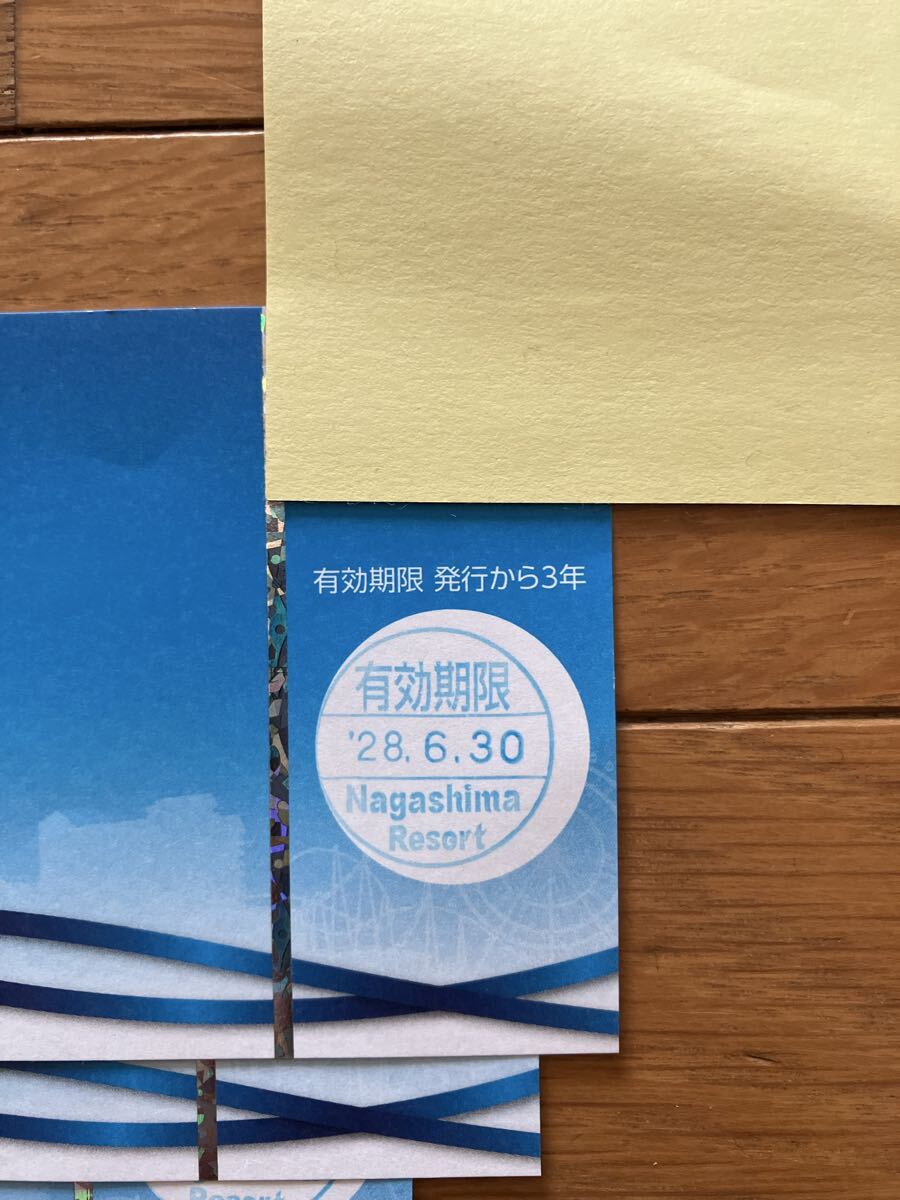 有効期限 発行から3年
有効期限
'28.6.30
Nagashima
Resort
Resort